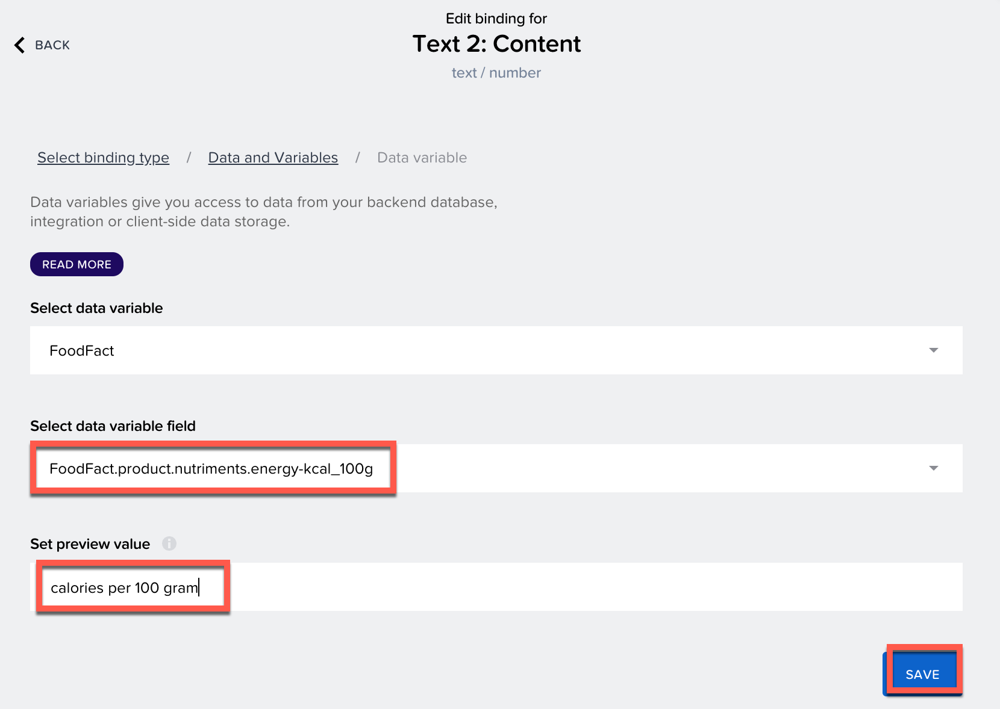 Edit binding for
BACK
Text 2: Content
text / number
Select binding type / Data and Variables / Data variable
Data variables give you access to data from your backend database,
integration or client-side data storage.
READ MORE
Select data variable
FoodFact
Select data variable field
FoodFact.product.nutriments.energy-kcal_100g
Set preview value i
calories per 100 gram
SAVE